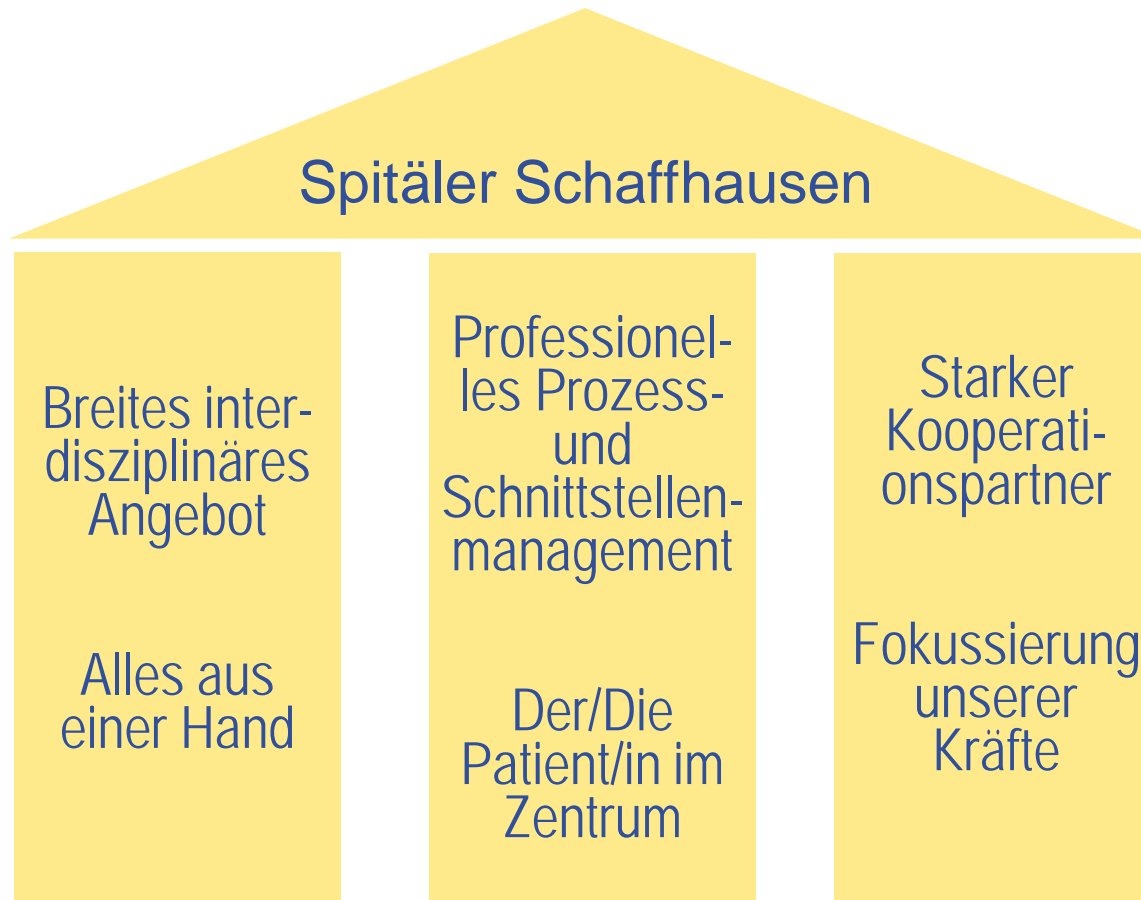 Spitäler Schaffhausen
Breites inter-
disziplinäres
Angebot
Alles aus
einer Hand
Professionel-
les Prozess-
und
Schnittstellen-
management
Der/Die
Patient/in im
Zentrum
Starker
Kooperati-
onspartner
Fokussierung
unserer
Kräfte